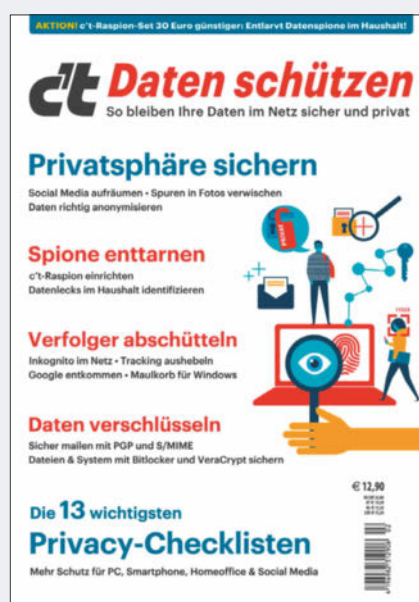 AKTION! c't-Raspion-Set 30 Euro günstiger: Entlarvt Datenspione im Haushalt!
c't Daten schützen
So bleiben Ihre Daten im Netz sicher und privat
Privatsphäre sichern
Social Media aufräumen • Spuren in Fotos verwischen
Daten richtig anonymisieren
Spione enttarnen
c't-Raspion einrichten
Datenlecks im Haushalt identifizieren
Verfolger abschütteln
Inkognito im Netz • Tracking aushebeln
Google entkommen • Maulkorb für Windows
Daten verschlüsseln
Sicher mailen mit PGP und S/MIME
Dateien & System mit Bitlocker und VeraCrypt sichern
€ 12,90
Die 13 wichtigsten
Privacy-Checklisten
Mehr Schutz für PC, Smartphone, Homeoffice & Social Media